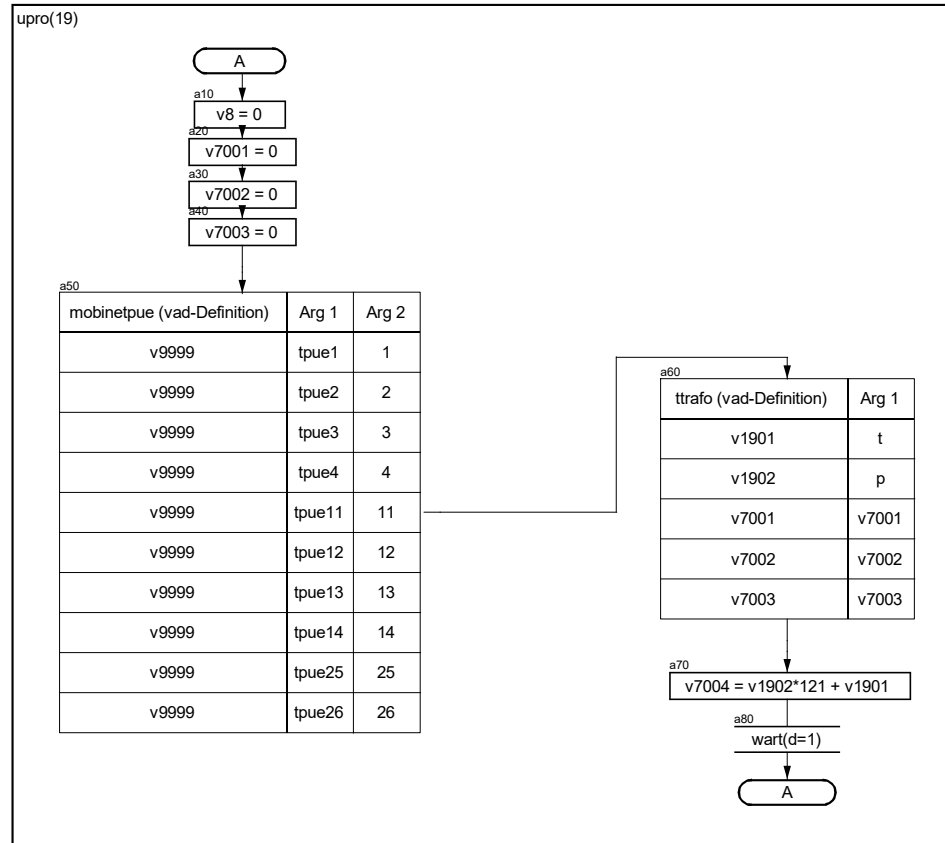 upro(19)
A
a10
v8 = 0
a20
v7001 = 0
a30
v7002 = 0
a40
v7003 = 0
a50
mobinetpue (vad-Definition) Arg 1 Arg 2
v9999 tpue1 1
v9999 tpue2 2
v9999 tpue3 3
v9999 tpue4 4
v9999 tpue11 11
v9999 tpue12 12
v9999 tpue13 13
v9999 tpue14 14
v9999 tpue25 25
v9999 tpue26 26
a60
ttrafo (vad-Definition) Arg 1
v1901 t
v1902 p
v7001 v7001
v7002 v7002
v7003 v7003
a70
v7004 = v1902*121 + v1901
a80
wart(d=1)
A